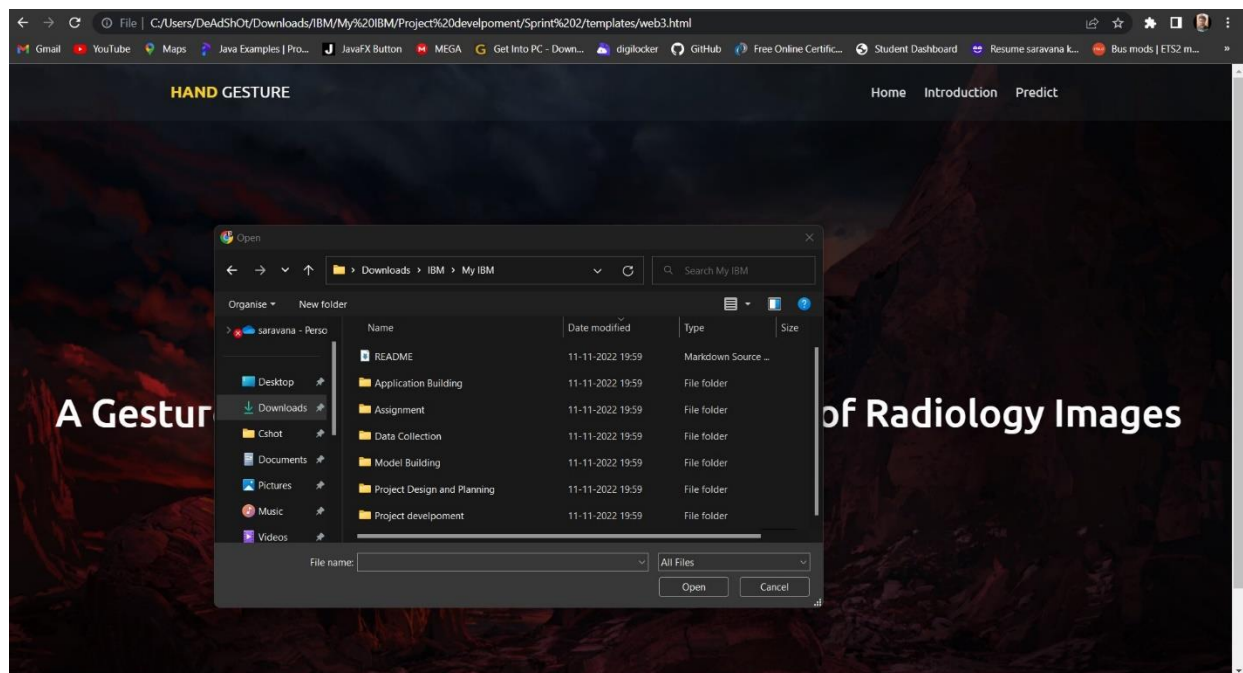 File | C:/Users/DeAdShOt/Downloads/IBM/My%20IBM/Project%20develpoment/Sprint%202/templates/web3.html
Gmail YouTube Maps Java Examples | Pro... JavaFX Button MEGA Get Into PC - Down... digilocker GitHub Free Online Certific... Student Dashboard Resume saravana k... Bus mods | ETS2 m... »
HAND GESTURE Home Introduction Predict
Open
Downloads > IBM > My IBM Search My IBM
Organise New folder
saravana - Perso Name Date modified Type Size
README 11-11-2022 19:59 Markdown Source ...
Desktop Application Building 11-11-2022 19:59 File folder
Downloads Assignment 11-11-2022 19:59 File folder
A Gestur of Radiology Images
Cshot Data Collection 11-11-2022 19:59 File folder
Documents Model Building 11-11-2022 19:59 File folder
Pictures Project Design and Planning 11-11-2022 19:59 File folder
Music Project develpoment 11-11-2022 19:59 File folder
Videos
File name: All Files
Open Cancel